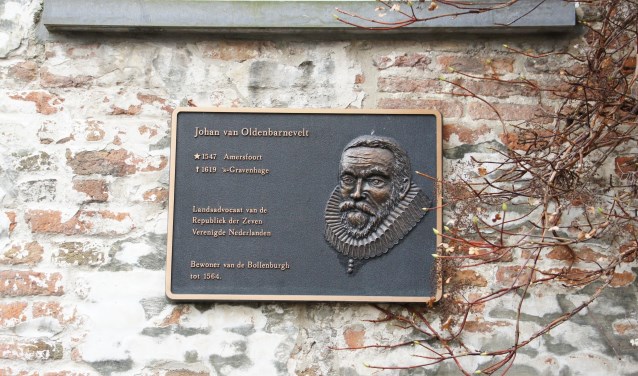 Johan van Oldenbarnevelt
★1547 Amersfoort
†1619 's-Gravenhage
Landsadvocaat van de
Republiek der Zeven
Verenigde Nederlanden
Bewoner van de Bollenburgh
tot 1564.